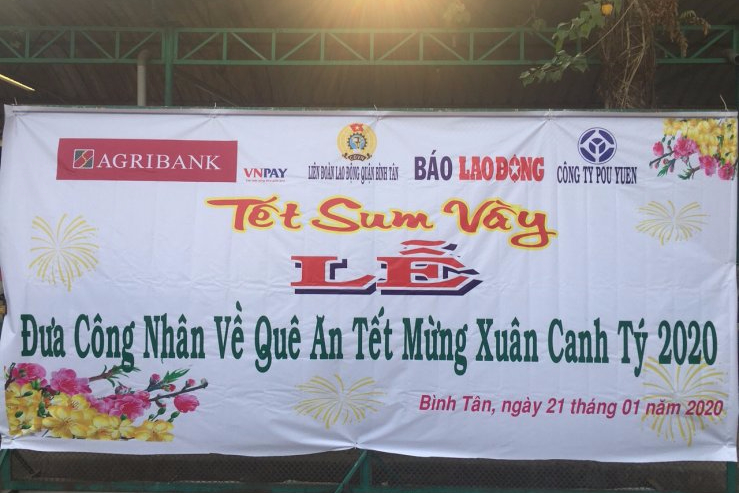 AGRIBANK
VNPAY
LIÊN ĐOÀN LAO ĐỘNG QUẬN BÌNH TÂN
BÁO LAO ĐỘNG
CÔNG TY POU YUEN
Tết Sum Vầy
LỄ
Đưa Công Nhân Về Quê An Tết Mừng Xuân Canh Tý 2020
Bình Tân, ngày 21 tháng 01 năm 2020